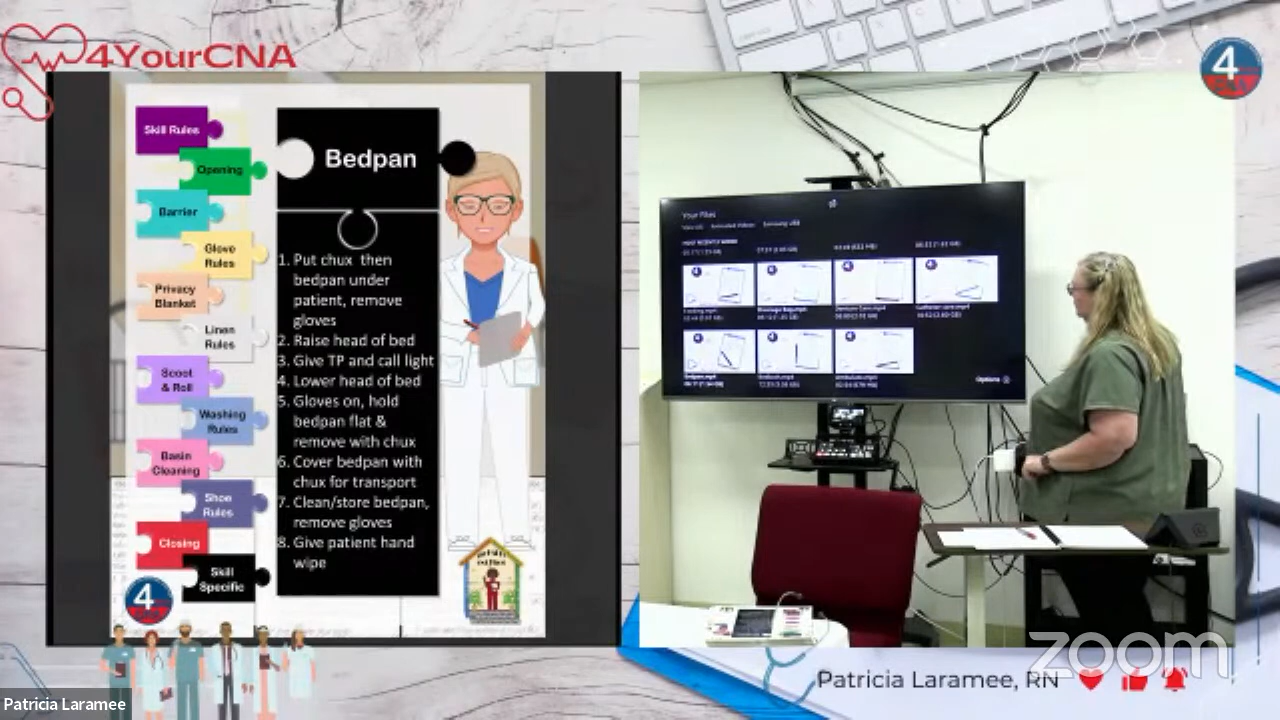 4YourCNA
4
Skill Rules
Opening
Barrier
Glove
Rules
Privacy
Blanket
Linen
Rules
Scoot
& Roll
Washing
Rules
Basin
Cleaning
Shoe
Rules
Closing
Skill
Specific
4
Bedpan
1. Put chux then
bedpan under
patient, remove
gloves
2. Raise head of bed
3. Give TP and call light
4. Lower head of bed
5. Gloves on, hold
bedpan flat &
remove with chux
6. Cover bedpan with
chux for transport
7. Clean/store bedpan,
remove gloves
8. Give patient hand
wipe
Your Files
Options
zoom
Patricia Laramee, RN
Patricia Laramee